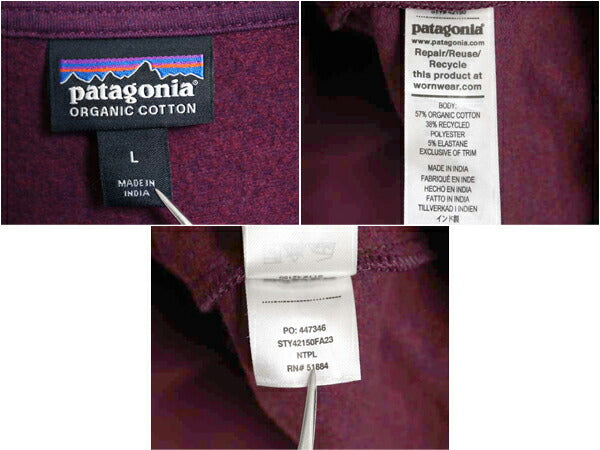 patagonia
ORGANIC COTTON
L
MADE IN
INDIA
STY42150
patagonia
www.patagonia.com
Repair/Reuse/
Recycle
this product at
wornwear.com
BODY:
57% ORGANIC COTTON
38% RECYCLED
POLYESTER
5% ELASTANE
EXCLUSIVE OF TRIM
MADE IN INDIA
FABRIQUÉ EN INDE
HECHO EN INDIA
FATTO IN INDIA
TILLVERKAD I INDIEN
インド製
PO: 447346
STY42150FA23
NTPL
RN# 51884